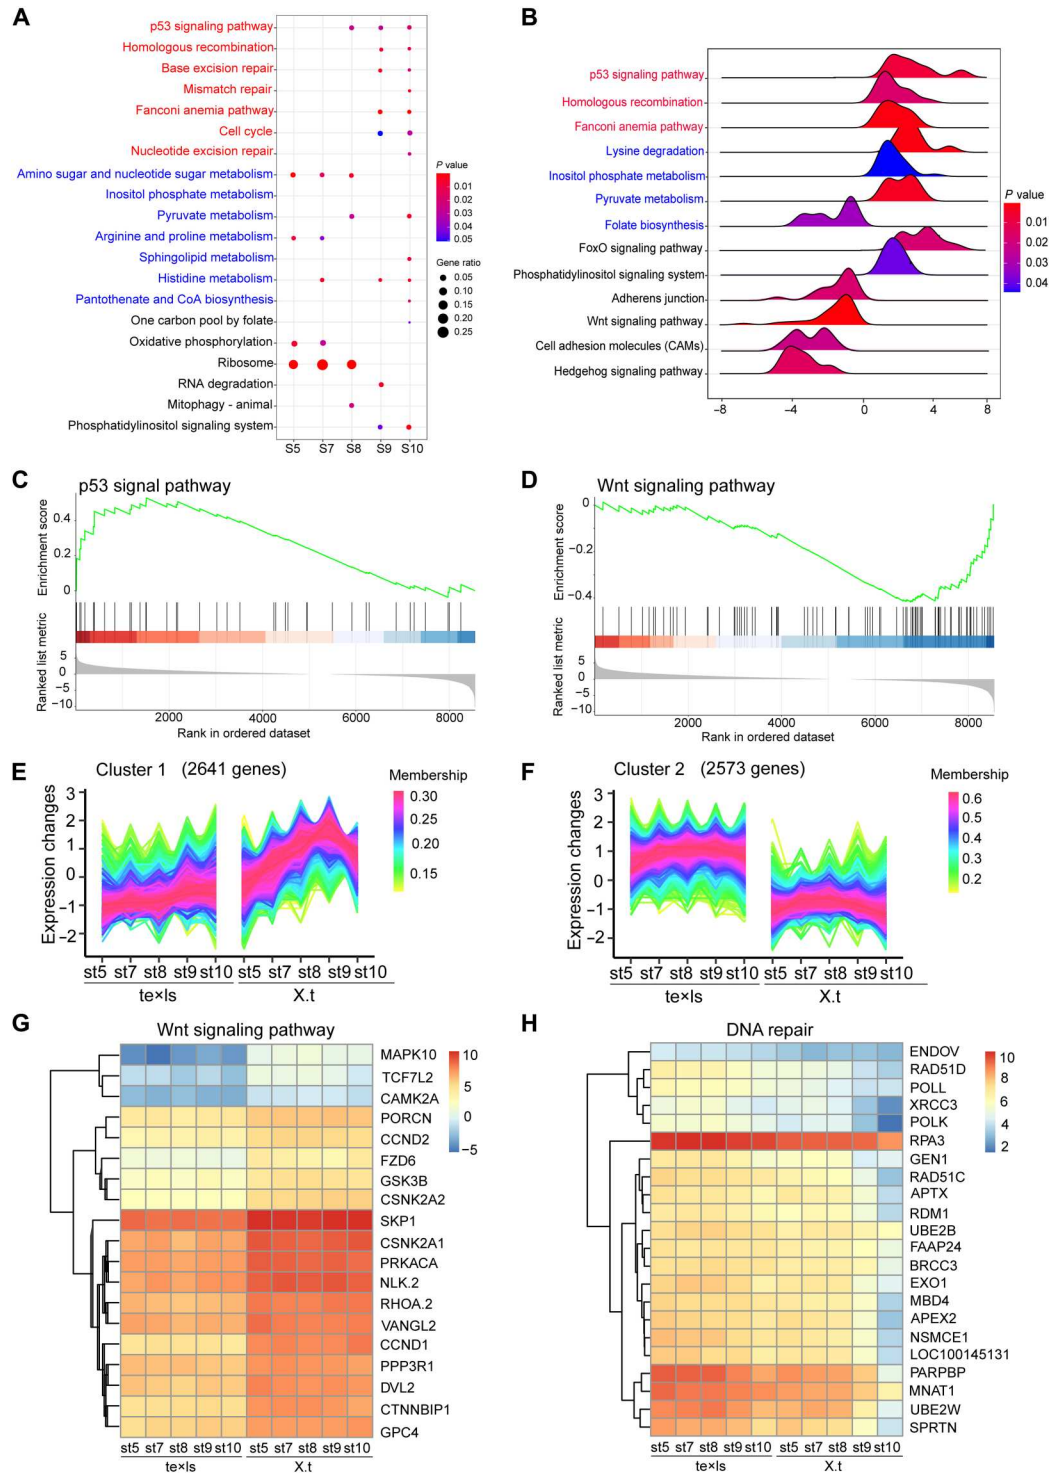 A
p53 signaling pathway
Homologous recombination
Base excision repair
Mismatch repair
Fanconi anemia pathway
Cell cycle
Nucleotide excision repair
Amino sugar and nucleotide sugar metabolism
Inositol phosphate metabolism
Pyruvate metabolism
Arginine and proline metabolism
Sphingolipid metabolism
Histidine metabolism
Pantothenate and CoA biosynthesis
One carbon pool by folate
Oxidative phosphorylation
Ribosome
RNA degradation
Mitophagy - animal
Phosphatidylinositol signaling system
S5 S7 S8 S9 S10
P value
0.01
0.02
0.03
0.04
0.05
Gene ratio
0.05
0.10
0.15
0.20
0.25
B
p53 signaling pathway
Homologous recombination
Fanconi anemia pathway
Lysine degradation
Inositol phosphate metabolism
Pyruvate metabolism
Folate biosynthesis
FoxO signaling pathway
Phosphatidylinositol signaling system
Adherens junction
Wnt signaling pathway
Cell adhesion molecules (CAMs)
Hedgehog signaling pathway
−8 −4 0 4 8
P value
0.01
0.02
0.03
0.04
C
p53 signal pathway
Enrichment score
0.4
0.2
0
Ranked list metric
5
0
−5
−10
2000 4000 6000 8000
Rank in ordered dataset
D
Wnt signaling pathway
Enrichment score
0
−0.2
−0.4
Ranked list metric
5
0
−5
−10
2000 4000 6000 8000
Rank in ordered dataset
E
Cluster 1 (2641 genes)
Expression changes
3
2
1
0
−1
−2
st5 st7 st8 st9 st10 st5 st7 st8 st9 st10
te×ls X.t
Membership
0.30
0.25
0.20
0.15
F
Cluster 2 (2573 genes)
Expression changes
3
2
1
0
−1
−2
st5 st7 st8 st9 st10 st5 st7 st8 st9 st10
te×ls X.t
Membership
0.6
0.5
0.4
0.3
0.2
G
Wnt signaling pathway
MAPK10
TCF7L2
CAMK2A
PORCN
CCND2
FZD6
GSK3B
CSNK2A2
SKP1
CSNK2A1
PRKACA
NLK.2
RHOA.2
VANGL2
CCND1
PPP3R1
DVL2
CTNNBIP1
GPC4
st5 st7 st8 st9 st10 st5 st7 st8 st9 st10
te×ls X.t
10
5
0
−5
H
DNA repair
ENDOV
RAD51D
POLL
XRCC3
POLK
RPA3
GEN1
RAD51C
APTX
RDM1
UBE2B
FAAP24
BRCC3
EXO1
MBD4
APEX2
NSMCE1
LOC100145131
PARPBP
MNAT1
UBE2W
SPRTN
st5 st7 st8 st9 st10 st5 st7 st8 st9 st10
te×ls X.t
10
8
6
4
2